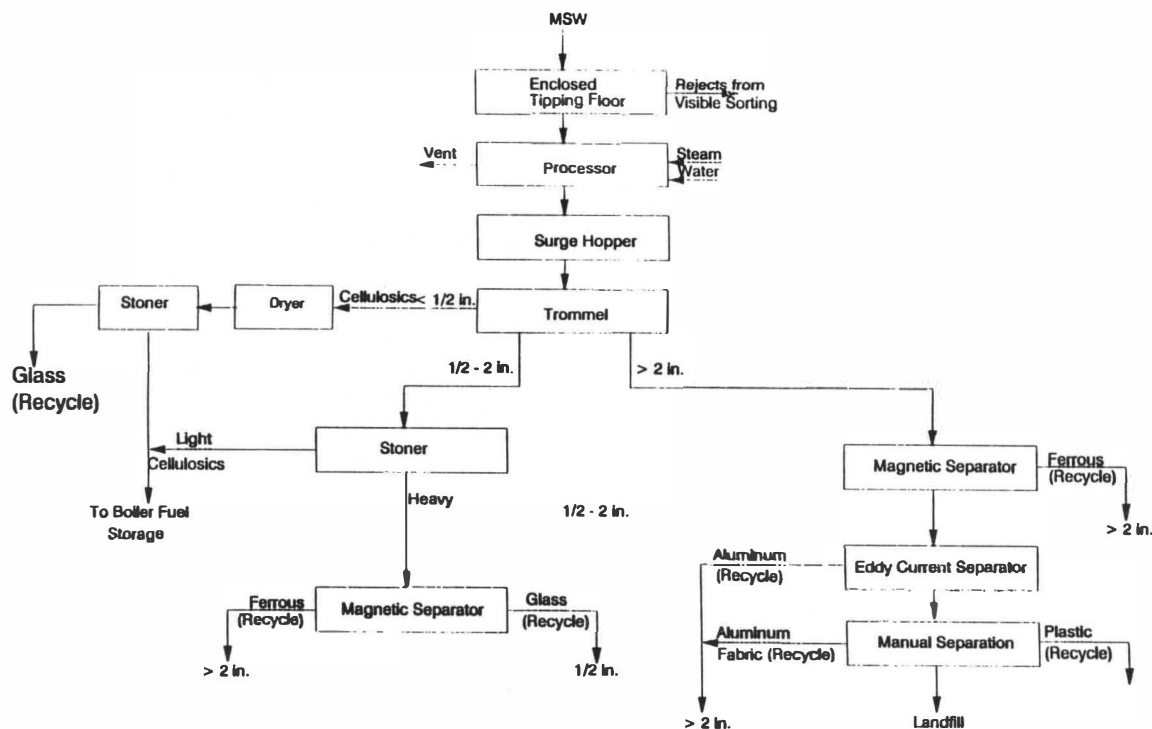 MSW
Enclosed
Tipping Floor
Rejects from
Visible Sorting
Vent
Processor
Steam
Water
Surge Hopper
Stoner
Dryer
Cellulosics < 1/2 in.
Trommel
Glass
(Recycle)
1/2 - 2 in.
> 2 in.
Light
Cellulosics
Stoner
Magnetic Separator
Ferrous
(Recycle)
Heavy
To Boiler Fuel
Storage
1/2 - 2 in.
> 2 in.
Aluminum
(Recycle)
Eddy Current Separator
Ferrous
(Recycle)
Magnetic Separator
Glass
(Recycle)
Aluminum
Fabric (Recycle)
Manual Separation
Plastic
(Recycle)
> 2 in.
1/2 in.
> 2 in.
Landfill